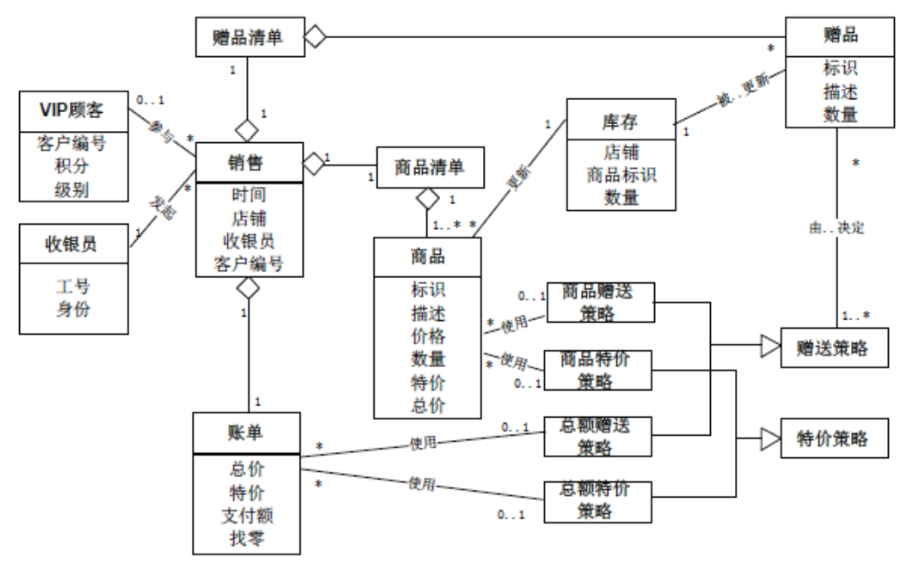 赠品清单
1
1
赠品
标识
描述
数量
*
VIP顾客
客户编号
积分
级别
0..1
参与
*
收银员
工号
身份
1
发起
*
销售
时间
店铺
收银员
客户编号
1
1
商品清单
1
1..*
库存
店铺
商品标识
数量
1
更新
*
1
被..更新
商品
标识
描述
价格
数量
特价
总价
*
由..决定
1..*
商品赠送
策略
0..1
使用
*
商品特价
策略
0..1
使用
*
总额赠送
策略
0..1
使用
*
总额特价
策略
0..1
使用
*
赠送策略
特价策略
1
1
账单
总价
特价
支付额
找零